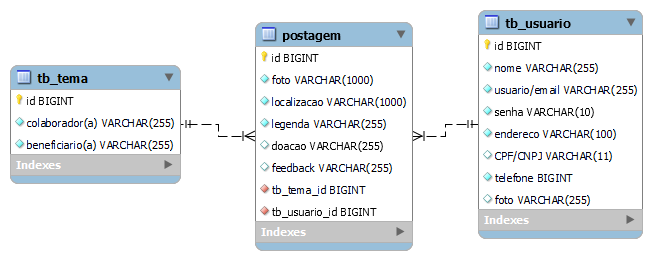 tb_tema
id BIGINT
colaborador(a) VARCHAR(255)
beneficiario(a) VARCHAR(255)
Indexes
postagem
id BIGINT
foto VARCHAR(1000)
localizacao VARCHAR(1000)
legenda VARCHAR(255)
doacao VARCHAR(255)
feedback VARCHAR(255)
tb_tema_id BIGINT
tb_usuario_id BIGINT
Indexes
tb_usuario
id BIGINT
nome VARCHAR(255)
usuario/email VARCHAR(255)
senha VARCHAR(10)
endereco VARCHAR(100)
CPF/CNPJ VARCHAR(11)
telefone BIGINT
foto VARCHAR(255)
Indexes